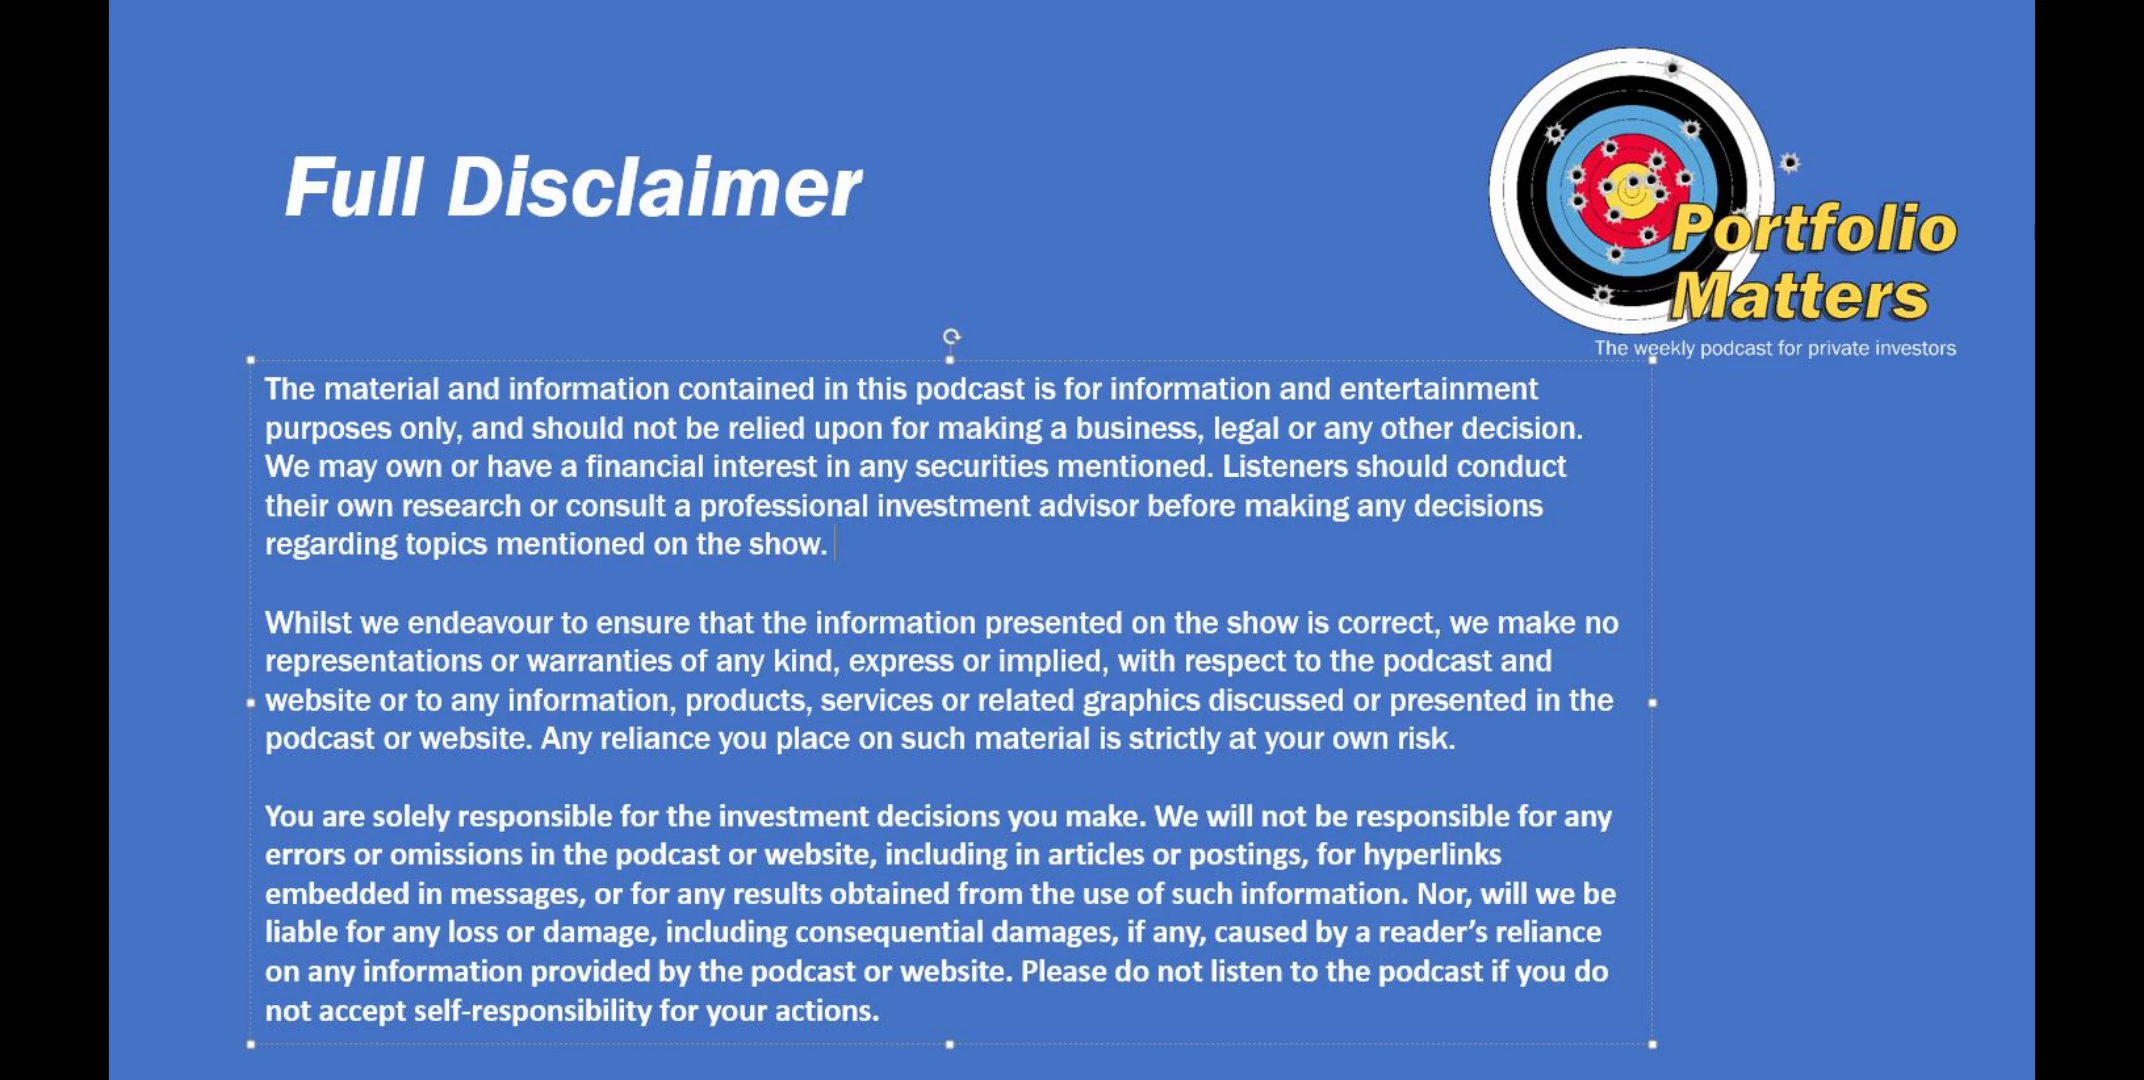 Full Disclaimer
Portfolio
Matters
The weekly podcast for private investors
The material and information contained in this podcast is for information and entertainment
purposes only, and should not be relied upon for making a business, legal or any other decision.
We may own or have a financial interest in any securities mentioned. Listeners should conduct
their own research or consult a professional investment advisor before making any decisions
regarding topics mentioned on the show.
Whilst we endeavour to ensure that the information presented on the show is correct, we make no
representations or warranties of any kind, express or implied, with respect to the podcast and
website or to any information, products, services or related graphics discussed or presented in the
podcast or website. Any reliance you place on such material is strictly at your own risk.
You are solely responsible for the investment decisions you make. We will not be responsible for any
errors or omissions in the podcast or website, including in articles or postings, for hyperlinks
embedded in messages, or for any results obtained from the use of such information. Nor, will we be
liable for any loss or damage, including consequential damages, if any, caused by a reader’s reliance
on any information provided by the podcast or website. Please do not listen to the podcast if you do
not accept self-responsibility for your actions.